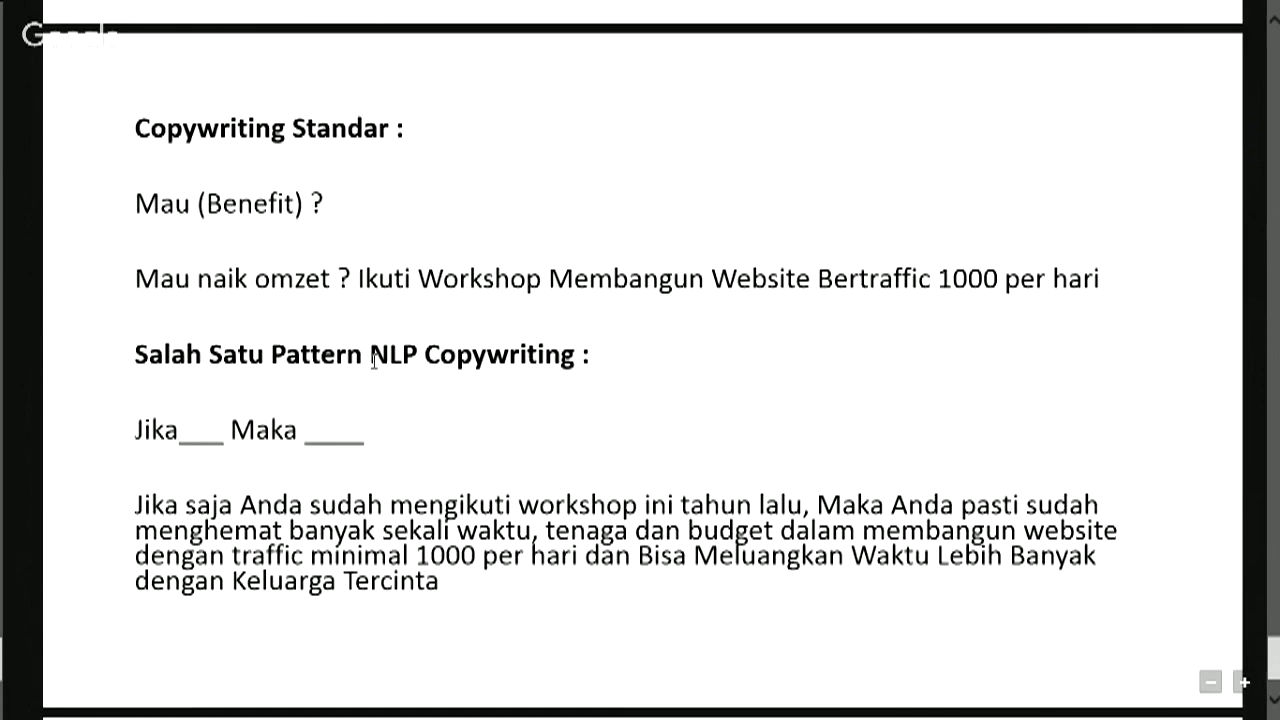 Copywriting Standar :
Mau (Benefit) ?
Mau naik omzet ? Ikuti Workshop Membangun Website Bertraffic 1000 per hari
Salah Satu Pattern NLP Copywriting :
Jika___ Maka ____
Jika saja Anda sudah mengikuti workshop ini tahun lalu, Maka Anda pasti sudah
menghemat banyak sekali waktu, tenaga dan budget dalam membangun website
dengan traffic minimal 1000 per hari dan Bisa Meluangkan Waktu Lebih Banyak
dengan Keluarga Tercinta